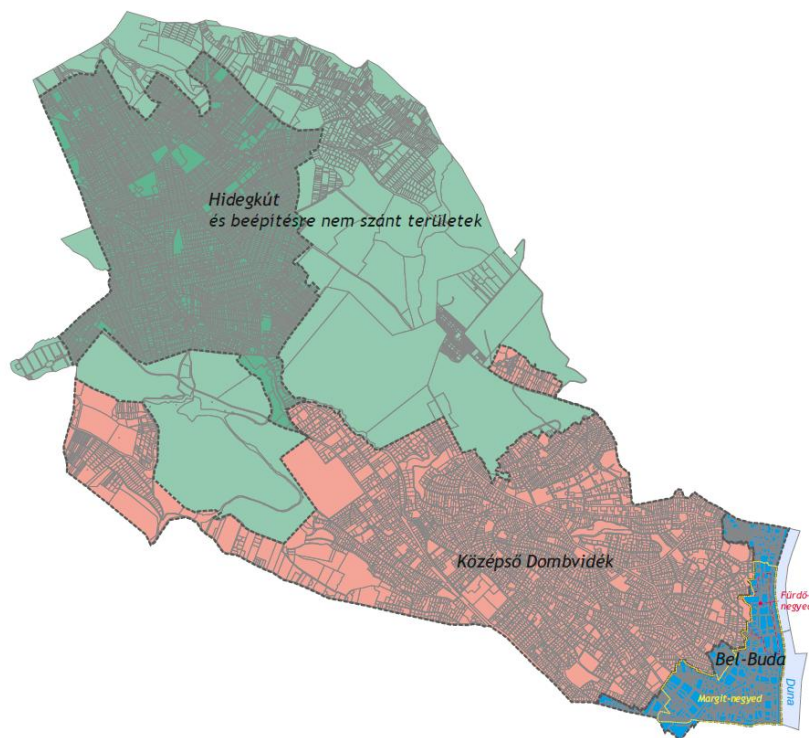 Hidegkút
és beépítésre nem szánt területek
Középső Dombvidék
Fürdő-
negyed
Bel-Buda
Duna
Margit-negyed